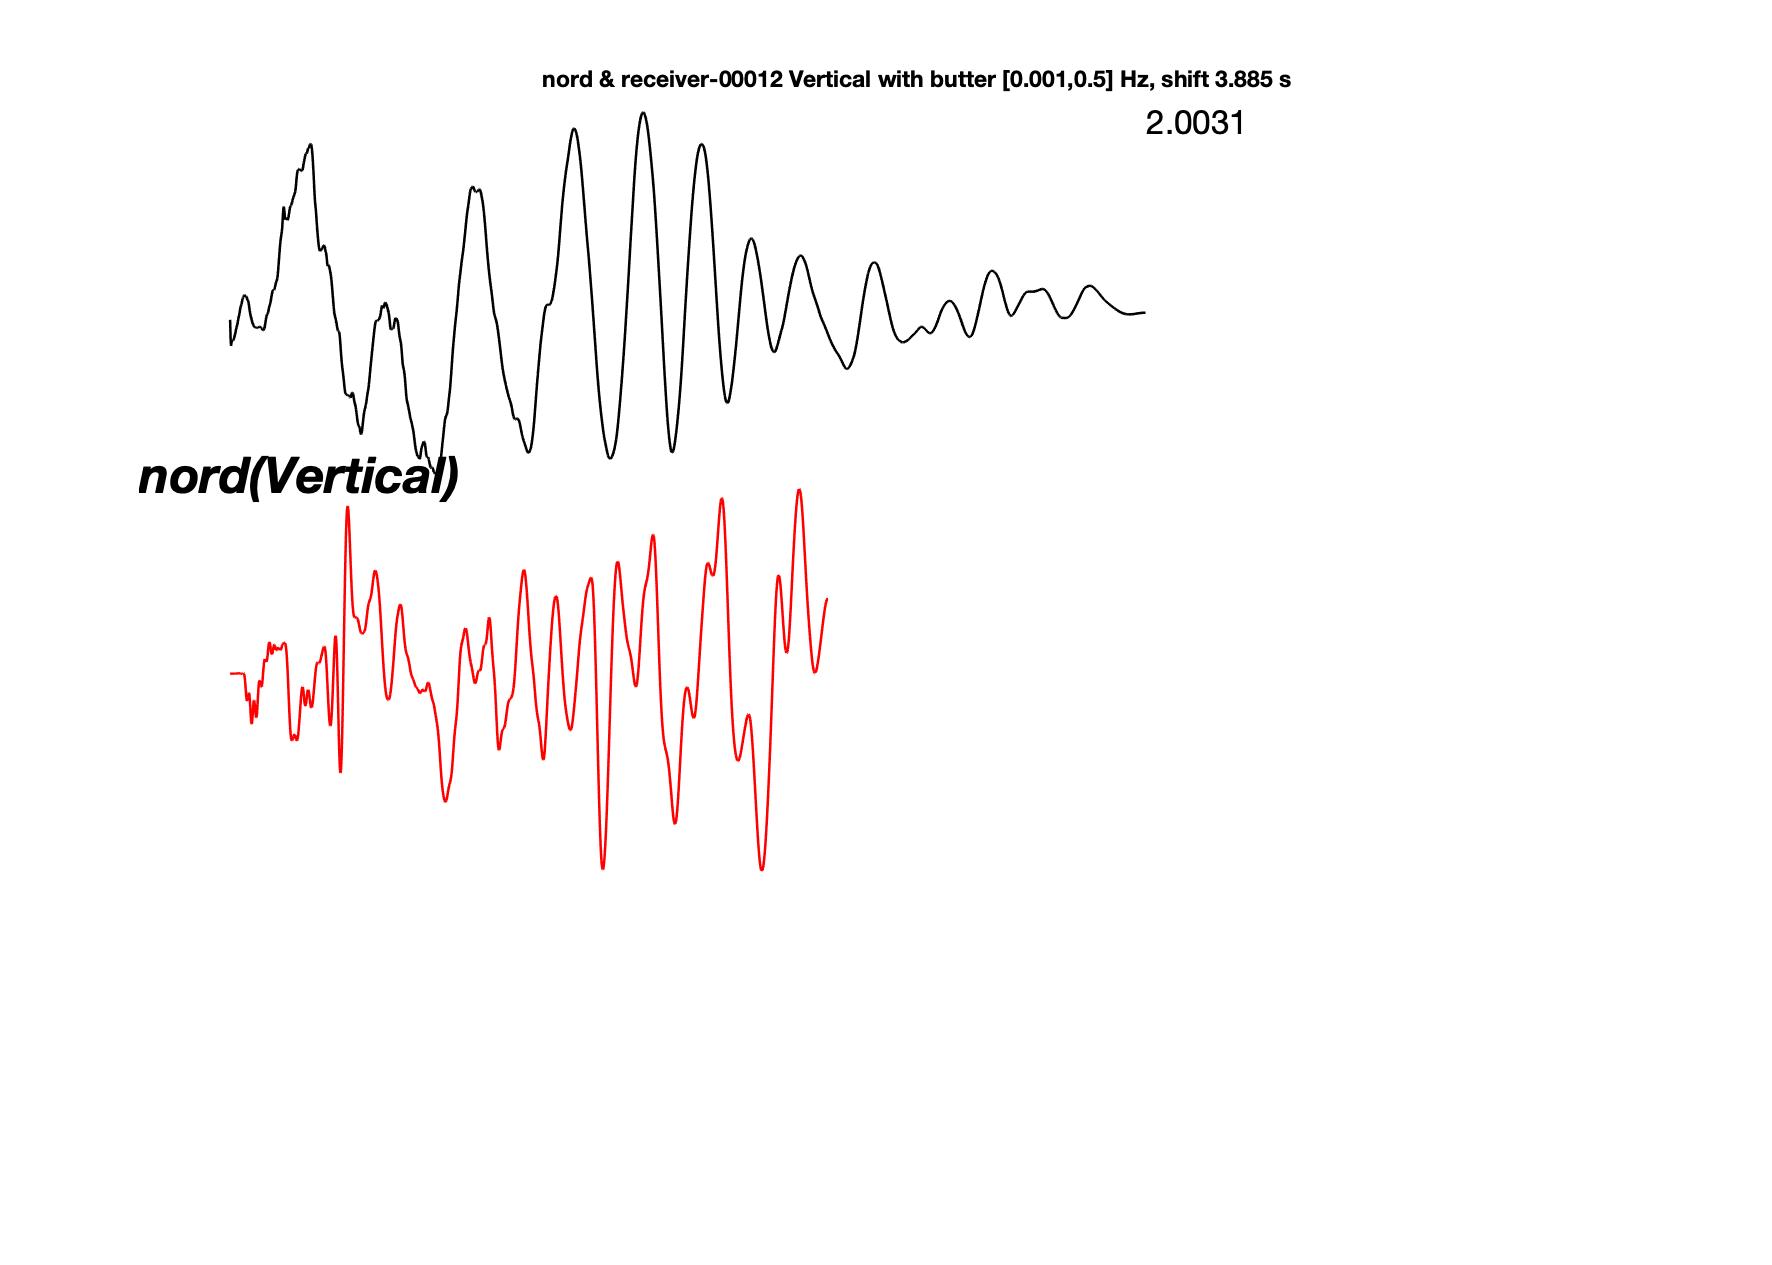 nord & receiver-00012 Vertical with butter [0.001,0.5] Hz, shift 3.885 s
2.0031
nord(Vertical)